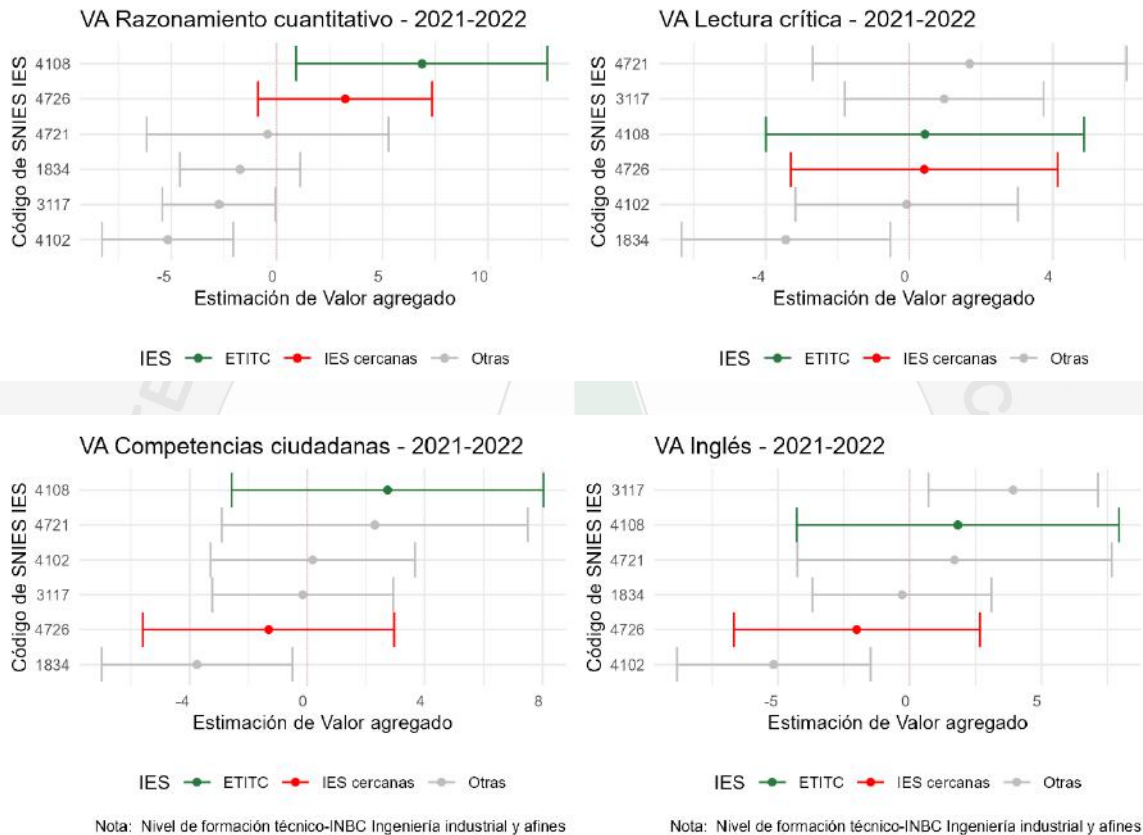 VA Razonamiento cuantitativo - 2021-2022
Código de SNIES IES
4108
4726
4721
1834
3117
4102
-5 0 5 10
Estimación de Valor agregado
IES ETITC IES cercanas Otras
VA Lectura crítica - 2021-2022
Código de SNIES IES
4721
3117
4108
4726
4102
1834
-4 0 4
Estimación de Valor agregado
IES ETITC IES cercanas Otras
VA Competencias ciudadanas - 2021-2022
Código de SNIES IES
4108
4721
4102
3117
4726
1834
-4 0 4 8
Estimación de Valor agregado
IES ETITC IES cercanas Otras
Nota: Nivel de formación técnico-INBC Ingeniería industrial y afines
VA Inglés - 2021-2022
Código de SNIES IES
3117
4108
4721
1834
4726
4102
-5 0 5
Estimación de Valor agregado
IES ETITC IES cercanas Otras
Nota: Nivel de formación técnico-INBC Ingeniería industrial y afines